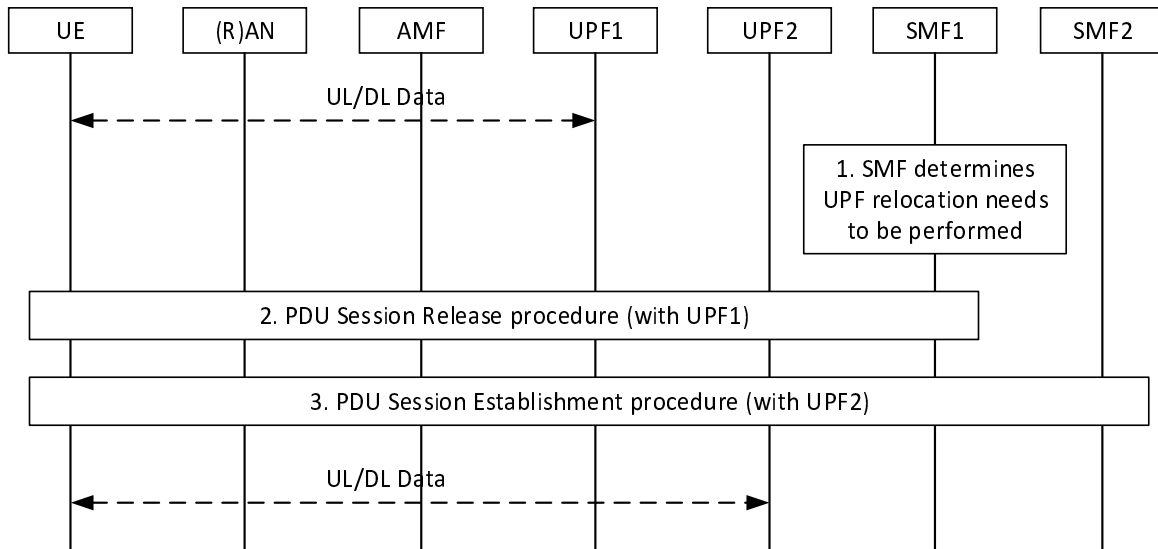 UE
(R)AN
AMF
UPF1
UPF2
SMF1
SMF2
UL/DL Data
1. SMF determines
UPF relocation needs
to be performed
2. PDU Session Release procedure (with UPF1)
3. PDU Session Establishment procedure (with UPF2)
UL/DL Data